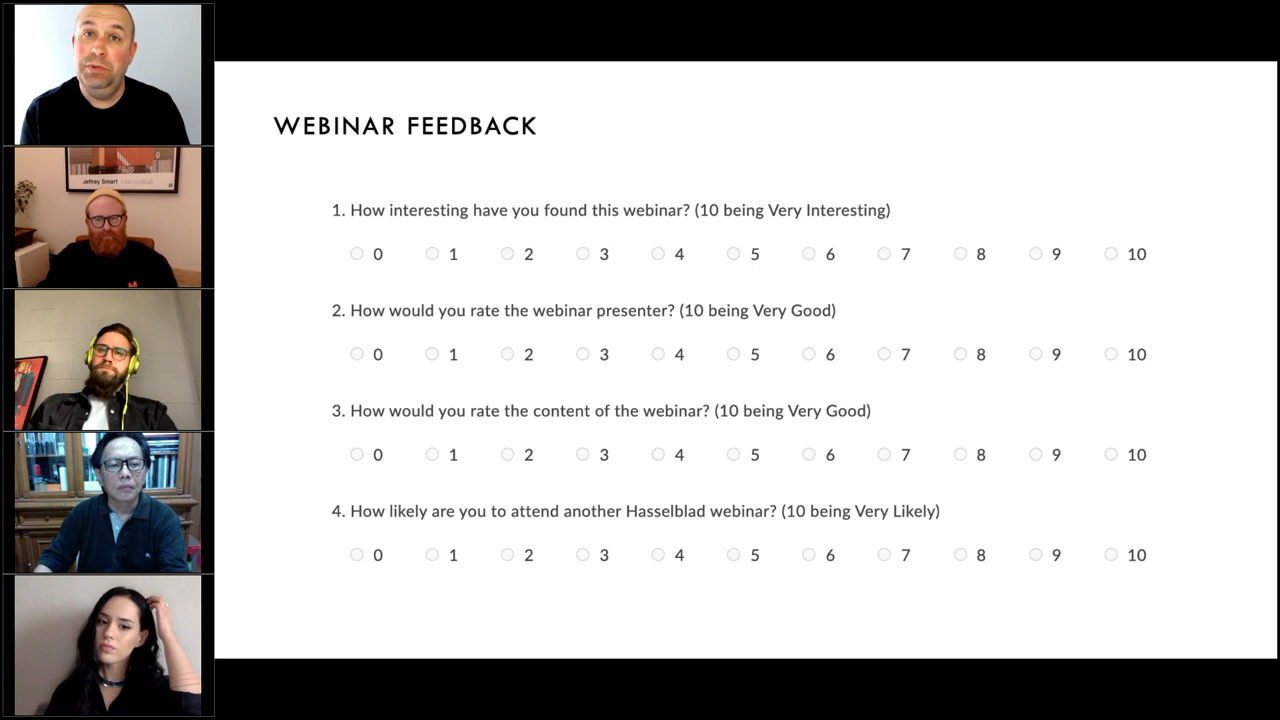 Jeffrey Smart
WEBINAR FEEDBACK
1. How interesting have you found this webinar? (10 being Very Interesting)
0 1 2 3 4 5 6 7 8 9 10
2. How would you rate the webinar presenter? (10 being Very Good)
0 1 2 3 4 5 6 7 8 9 10
3. How would you rate the content of the webinar? (10 being Very Good)
0 1 2 3 4 5 6 7 8 9 10
4. How likely are you to attend another Hasselblad webinar? (10 being Very Likely)
0 1 2 3 4 5 6 7 8 9 10